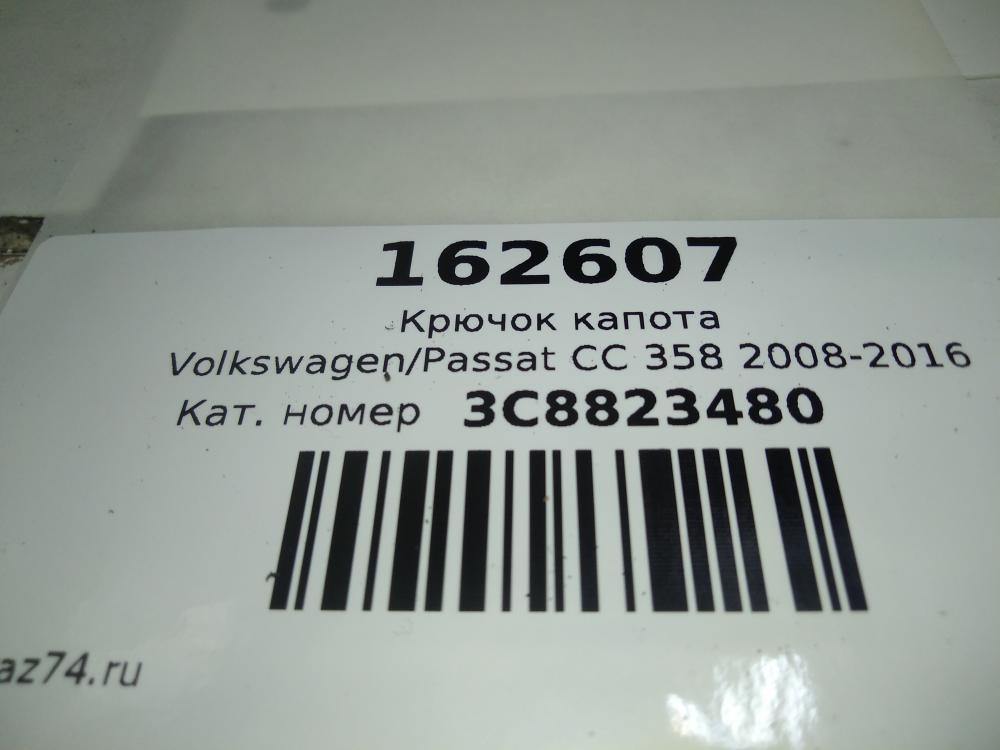 162607
Крючок капота
Volkswagen/Passat CC 358 2008-2016
Кат. номер 3C8823480
az74.ru